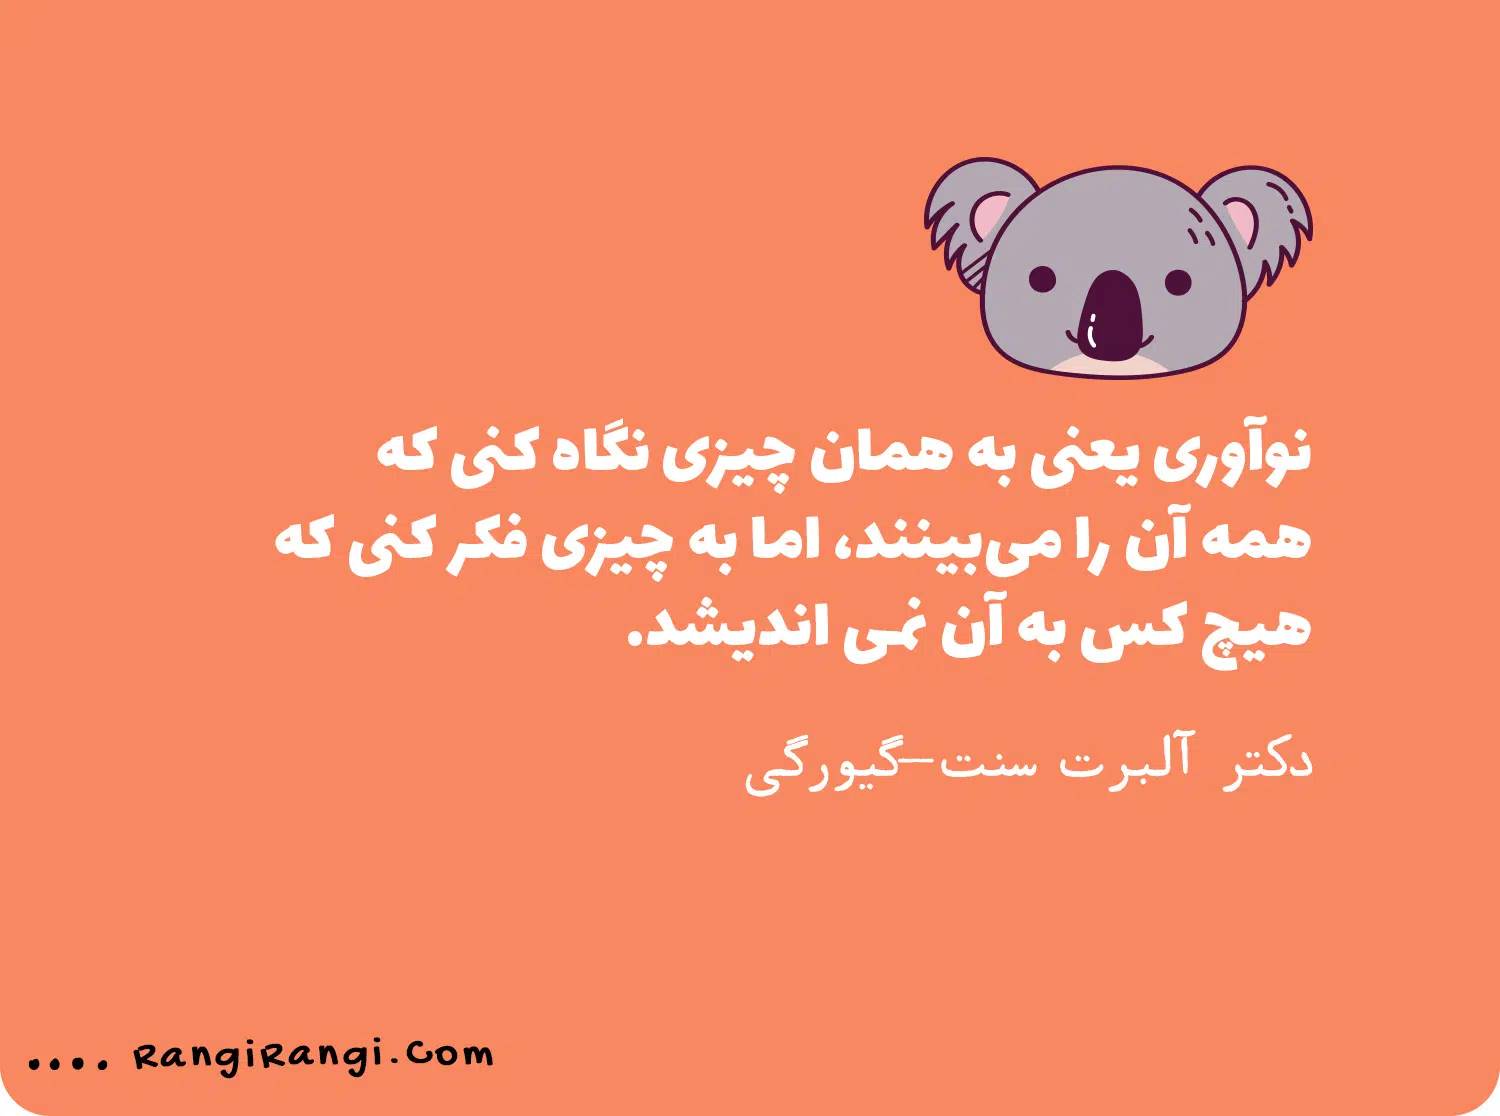 نوآوری یعنی به همان چیزی نگاه کنی که
همه آن را می‌بینند، اما به چیزی فکر کنی که
هیچ کس به آن نمی اندیشد.
دکتر آلبرت سنت-گیورگی
.... RangiRangi.Com